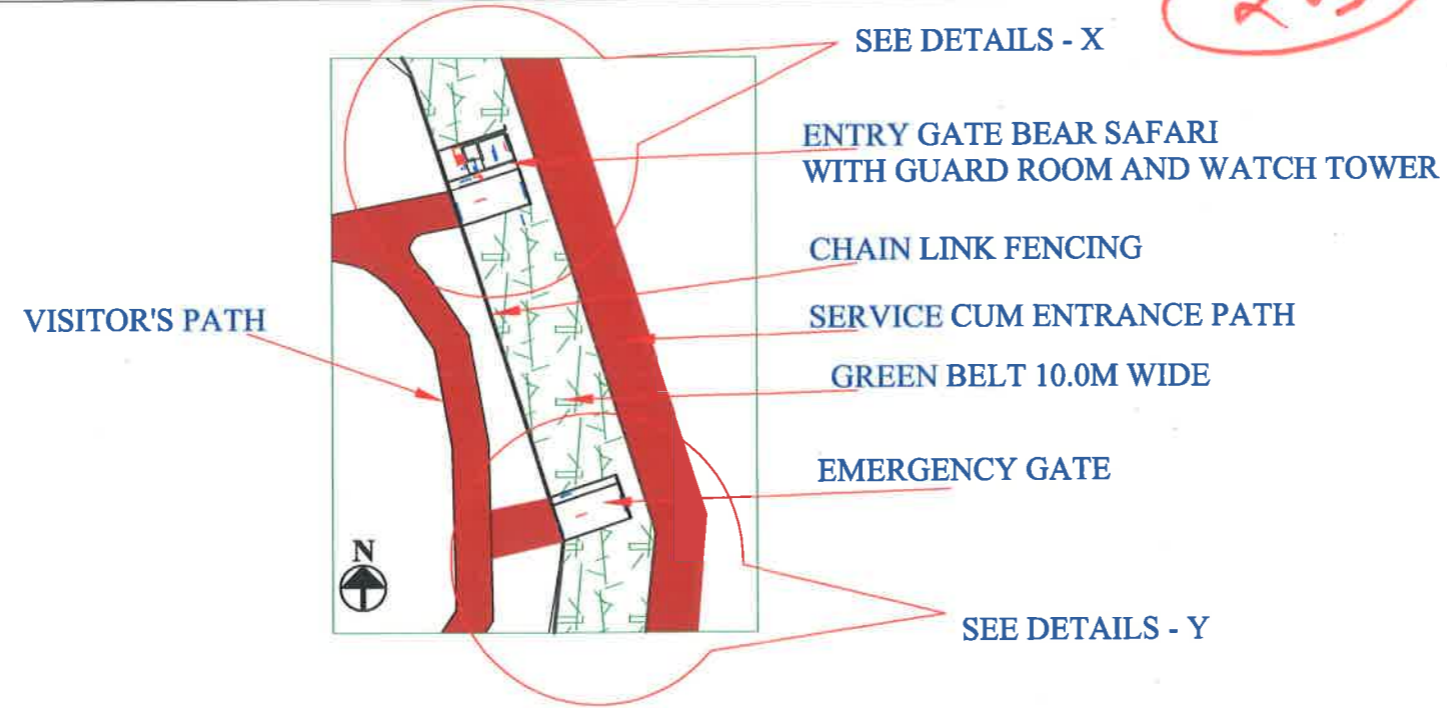 SEE DETAILS - X
ENTRY GATE BEAR SAFARI
WITH GUARD ROOM AND WATCH TOWER
CHAIN LINK FENCING
VISITOR'S PATH
SERVICE CUM ENTRANCE PATH
GREEN BELT 10.0M WIDE
EMERGENCY GATE
N
SEE DETAILS - Y